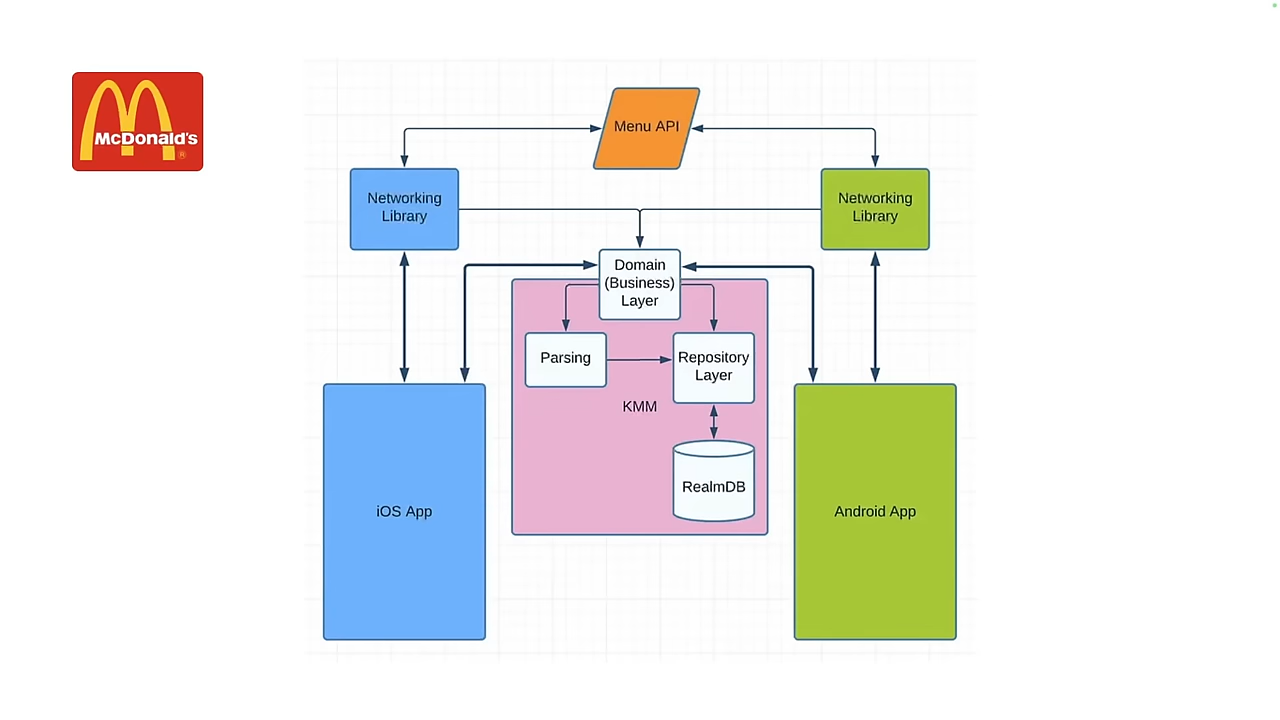 McDonald's
®
Menu API
Networking
Library
Networking
Library
Domain
(Business)
Layer
Parsing
Repository
Layer
KMM
RealmDB
iOS App
Android App